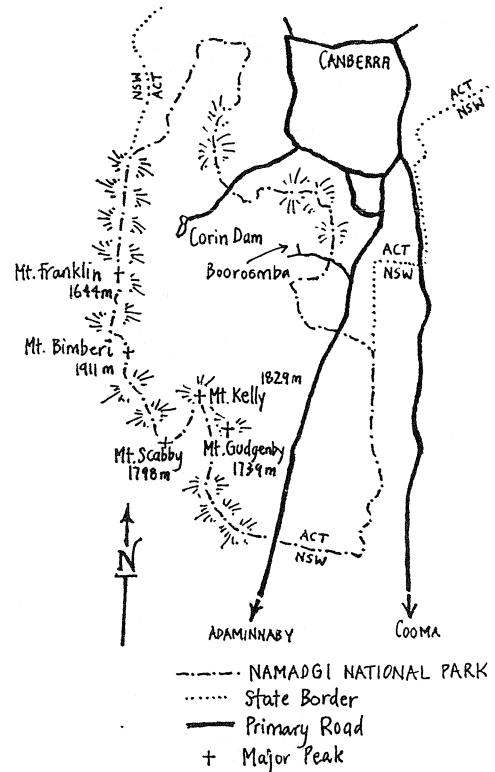 CANBERRA
NSW
ACT
ACT
NSW
Corin Dam
Booroomba
ACT
NSW
Mt. Franklin
1644m
Mt. Bimberi
1911 m
1829m
Mt. Kelly
Mt. Scabby
1798m
Mt. Gudgenby
1739m
N
ACT
NSW
ADAMINNABY
COOMA
NAMADGI NATIONAL PARK
State Border
Primary Road
Major Peak